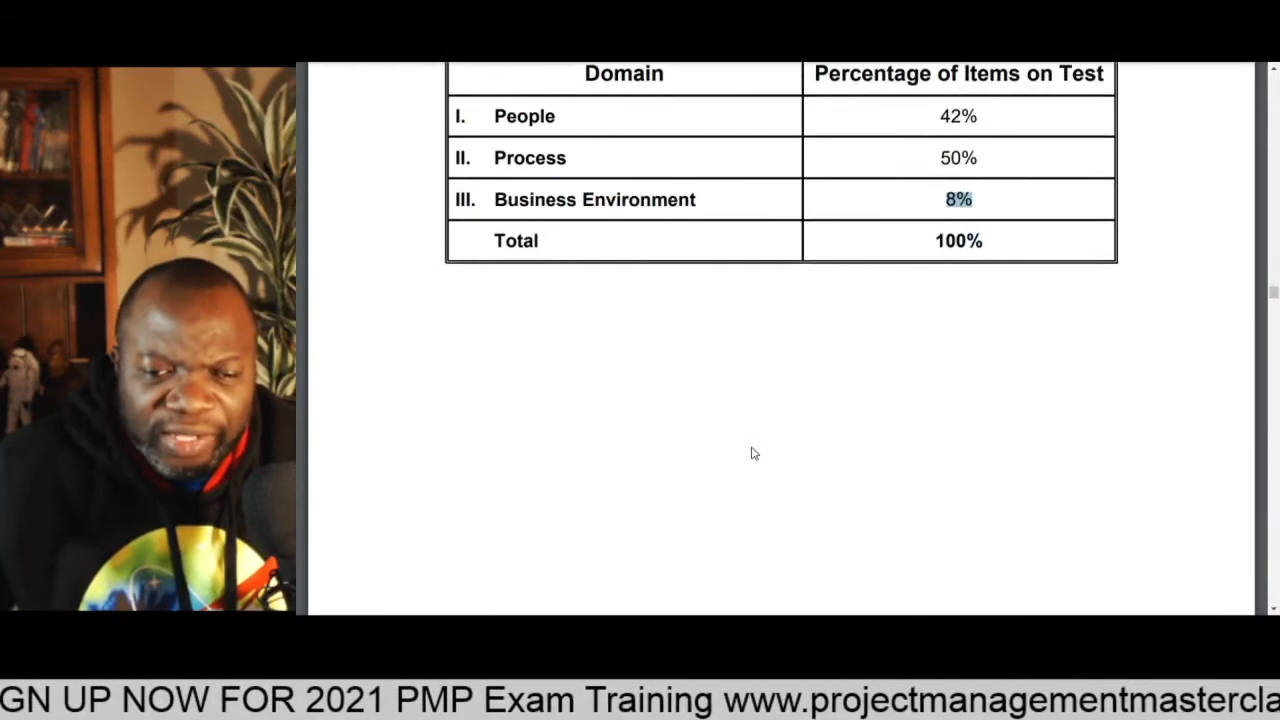 Domain Percentage of Items on Test
I. People 42%
II. Process 50%
III. Business Environment 8%
Total 100%
GN UP NOW FOR 2021 PMP Exam Training www.projectmanagementmastercla